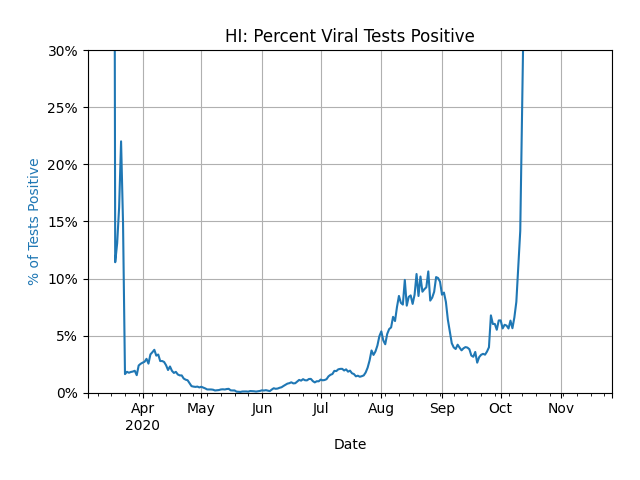 HI: Percent Viral Tests Positive
30%
25%
20%
15%
10%
5%
0%
% of Tests Positive
Apr May Jun Jul Aug Sep Oct Nov
2020
Date